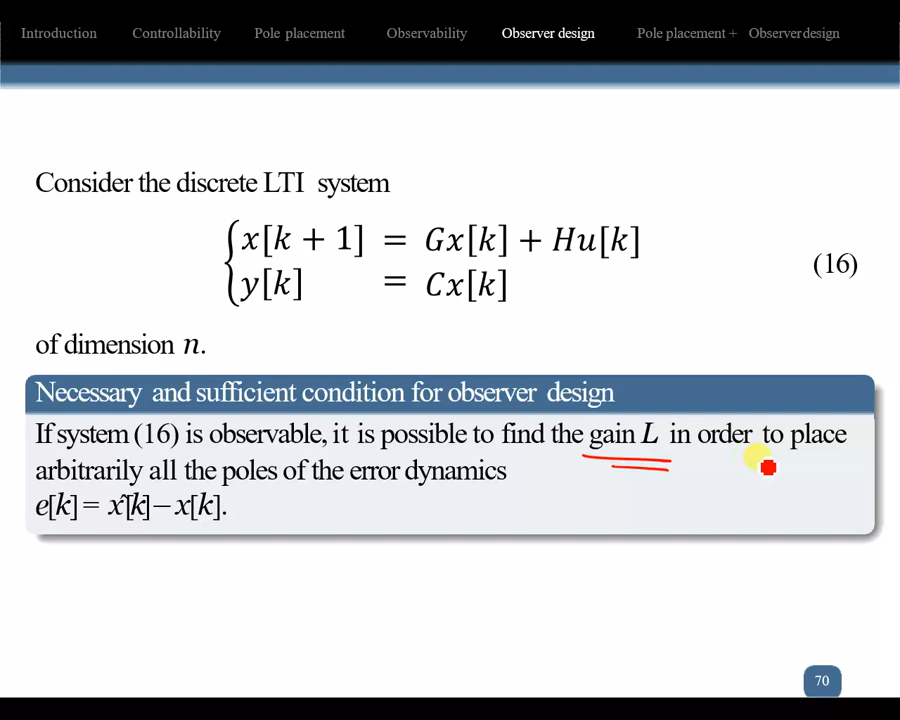 Introduction Controllability Pole placement Observability Observer design Pole placement + Observerdesign
Consider the discrete LTI system
x[k + 1] = Gx[k] + Hu[k]
y[k] = Cx[k]
(16)
of dimension n.
Necessary and sufficient condition for observer design
If system (16) is observable, it is possible to find the gain L in order to place
arbitrarily all the poles of the error dynamics
e[k] = x̂[k] − x[k].
70